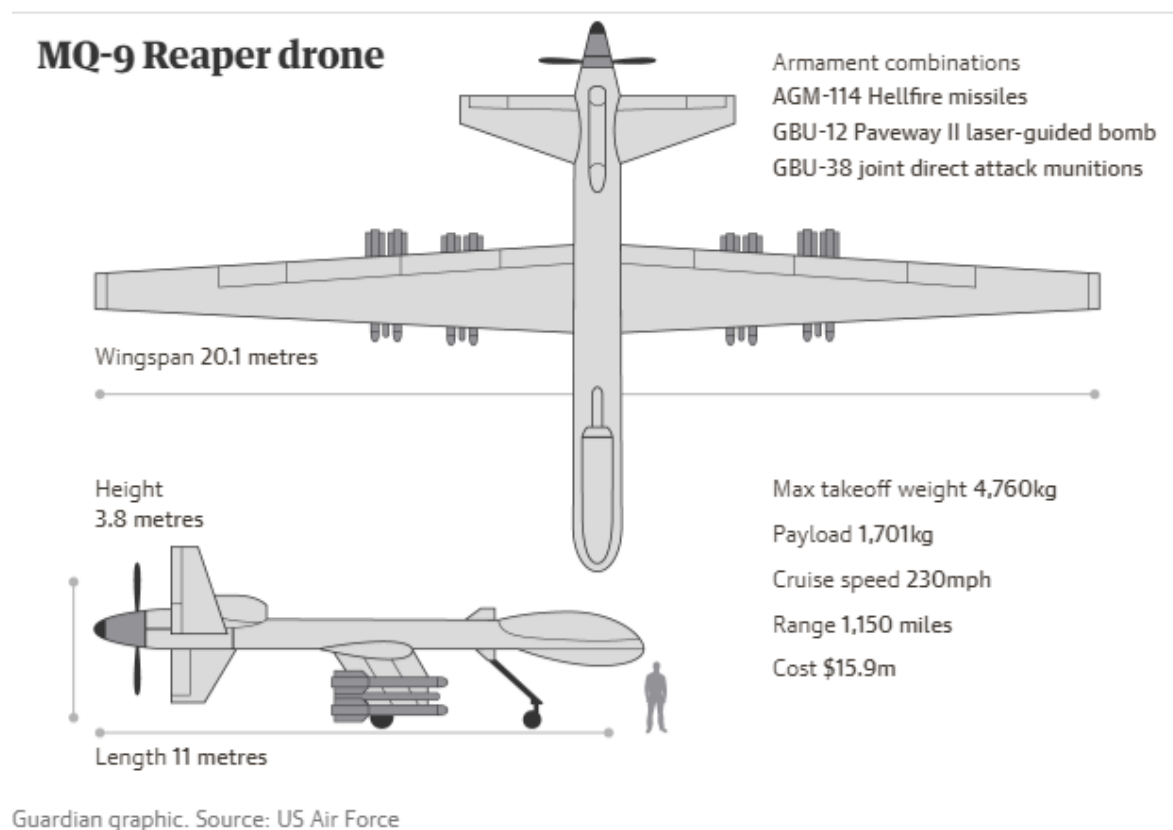 MQ-9 Reaper drone
Armament combinations
AGM-114 Hellfire missiles
GBU-12 Paveway II laser-guided bomb
GBU-38 joint direct attack munitions
Wingspan 20.1 metres
Height
3.8 metres
Max takeoff weight 4,760kg
Payload 1,701kg
Cruise speed 230mph
Range 1,150 miles
Cost $15.9m
Length 11 metres
Guardian graphic. Source: US Air Force